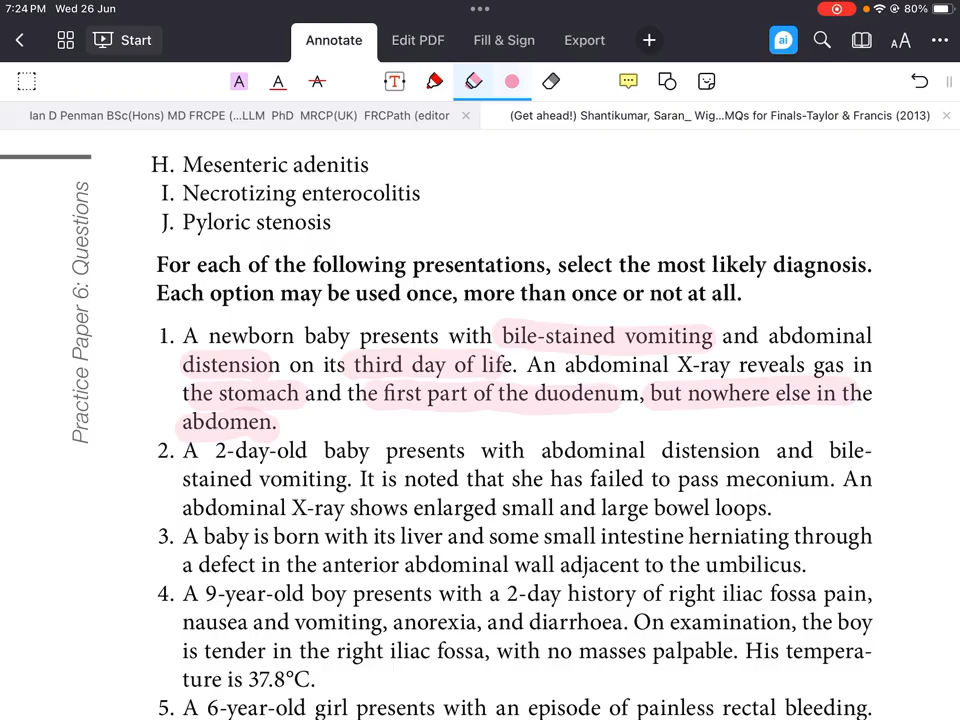 7:24 PM Wed 26 Jun
80%
Start
Annotate
Edit PDF
Fill & Sign
Export
ai
AA
A A A T
Ian D Penman BSc(Hons) MD FRCPE (...LLM PhD MRCP(UK) FRCPath (editor
(Get ahead!) Shantikumar, Saran_ Wig...MQs for Finals-Taylor & Francis (2013)
Practice Paper 6: Questions
H. Mesenteric adenitis
I. Necrotizing enterocolitis
J. Pyloric stenosis
For each of the following presentations, select the most likely diagnosis.
Each option may be used once, more than once or not at all.
1. A newborn baby presents with bile-stained vomiting and abdominal
distension on its third day of life. An abdominal X-ray reveals gas in
the stomach and the first part of the duodenum, but nowhere else in the
abdomen.
2. A 2-day-old baby presents with abdominal distension and bile-
stained vomiting. It is noted that she has failed to pass meconium. An
abdominal X-ray shows enlarged small and large bowel loops.
3. A baby is born with its liver and some small intestine herniating through
a defect in the anterior abdominal wall adjacent to the umbilicus.
4. A 9-year-old boy presents with a 2-day history of right iliac fossa pain,
nausea and vomiting, anorexia, and diarrhoea. On examination, the boy
is tender in the right iliac fossa, with no masses palpable. His tempera-
ture is 37.8°C.
5. A 6-year-old girl presents with an episode of painless rectal bleeding.